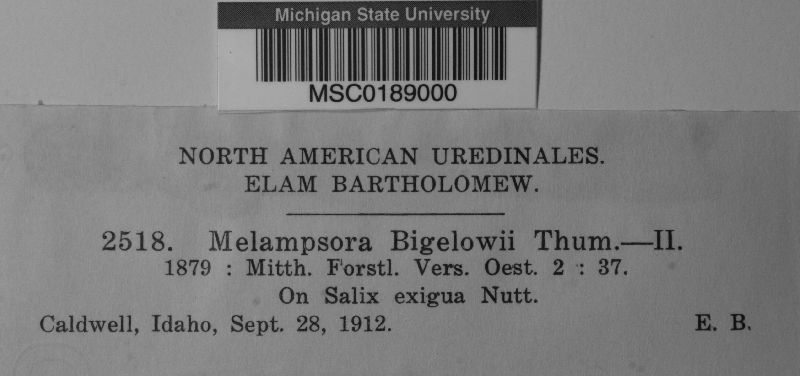 Michigan State University
MSC0189000
NORTH AMERICAN UREDINALES.
ELAM BARTHOLOMEW.
2518. Melampsora Bigelowii Thum.—II.
1879 : Mitth. Forstl. Vers. Oest. 2 : 37.
On Salix exigua Nutt.
Caldwell, Idaho, Sept. 28, 1912. E. B.